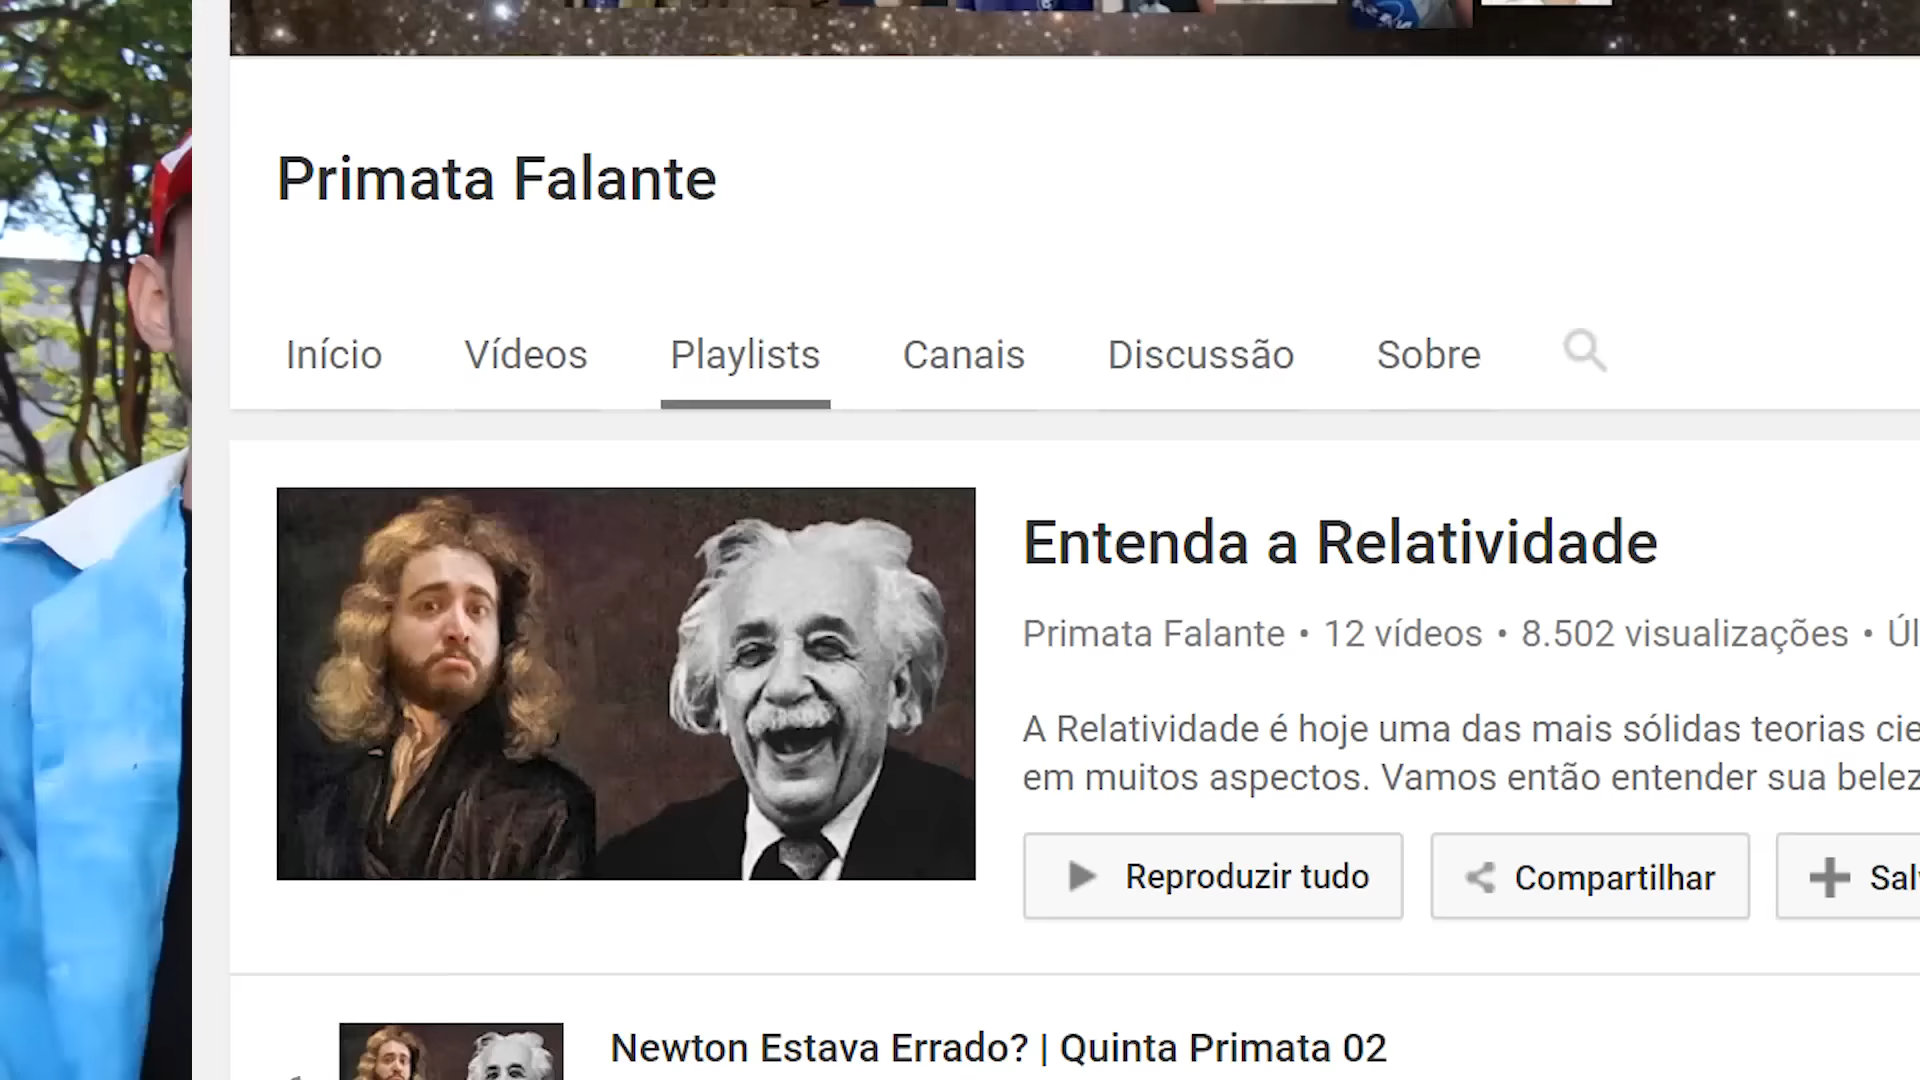 Primata Falante
Início Vídeos Playlists Canais Discussão Sobre
Entenda a Relatividade
Primata Falante • 12 vídeos • 8.502 visualizações •
A Relatividade é hoje uma das mais sólidas teorias
em muitos aspectos. Vamos então entender sua
Reproduzir tudo Compartilhar
Newton Estava Errado? | Quinta Primata 02